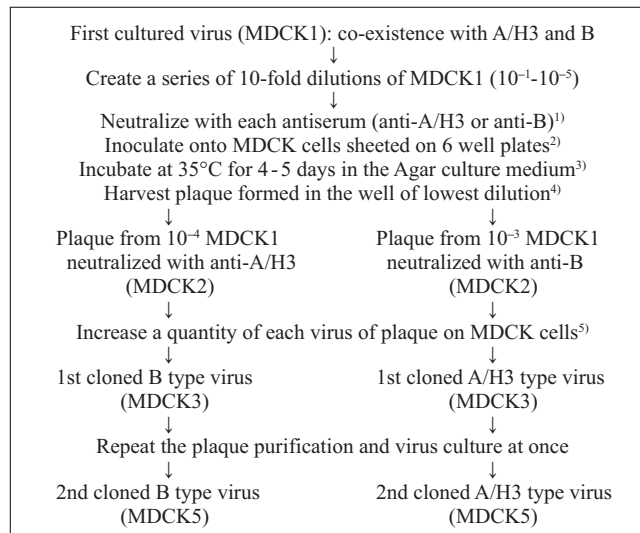 First cultured virus (MDCK1): co-existence with A/H3 and B
↓
Create a series of 10-fold dilutions of MDCK1 (10⁻¹-10⁻⁵)
↓
Neutralize with each antiserum (anti-A/H3 or anti-B)¹⁾
Inoculate onto MDCK cells sheeted on 6 well plates²⁾
Incubate at 35°C for 4 - 5 days in the Agar culture medium³⁾
Harvest plaque formed in the well of lowest dilution⁴⁾
↓ ↓
Plaque from 10⁻⁴ MDCK1 Plaque from 10⁻³ MDCK1
neutralized with anti-A/H3 neutralized with anti-B
(MDCK2) (MDCK2)
↓ ↓
Increase a quantity of each virus of plaque on MDCK cells⁵⁾
↓ ↓
1st cloned B type virus 1st cloned A/H3 type virus
(MDCK3) (MDCK3)
↓ ↓
Repeat the plaque purification and virus culture at once
↓ ↓
2nd cloned B type virus 2nd cloned A/H3 type virus
(MDCK5) (MDCK5)